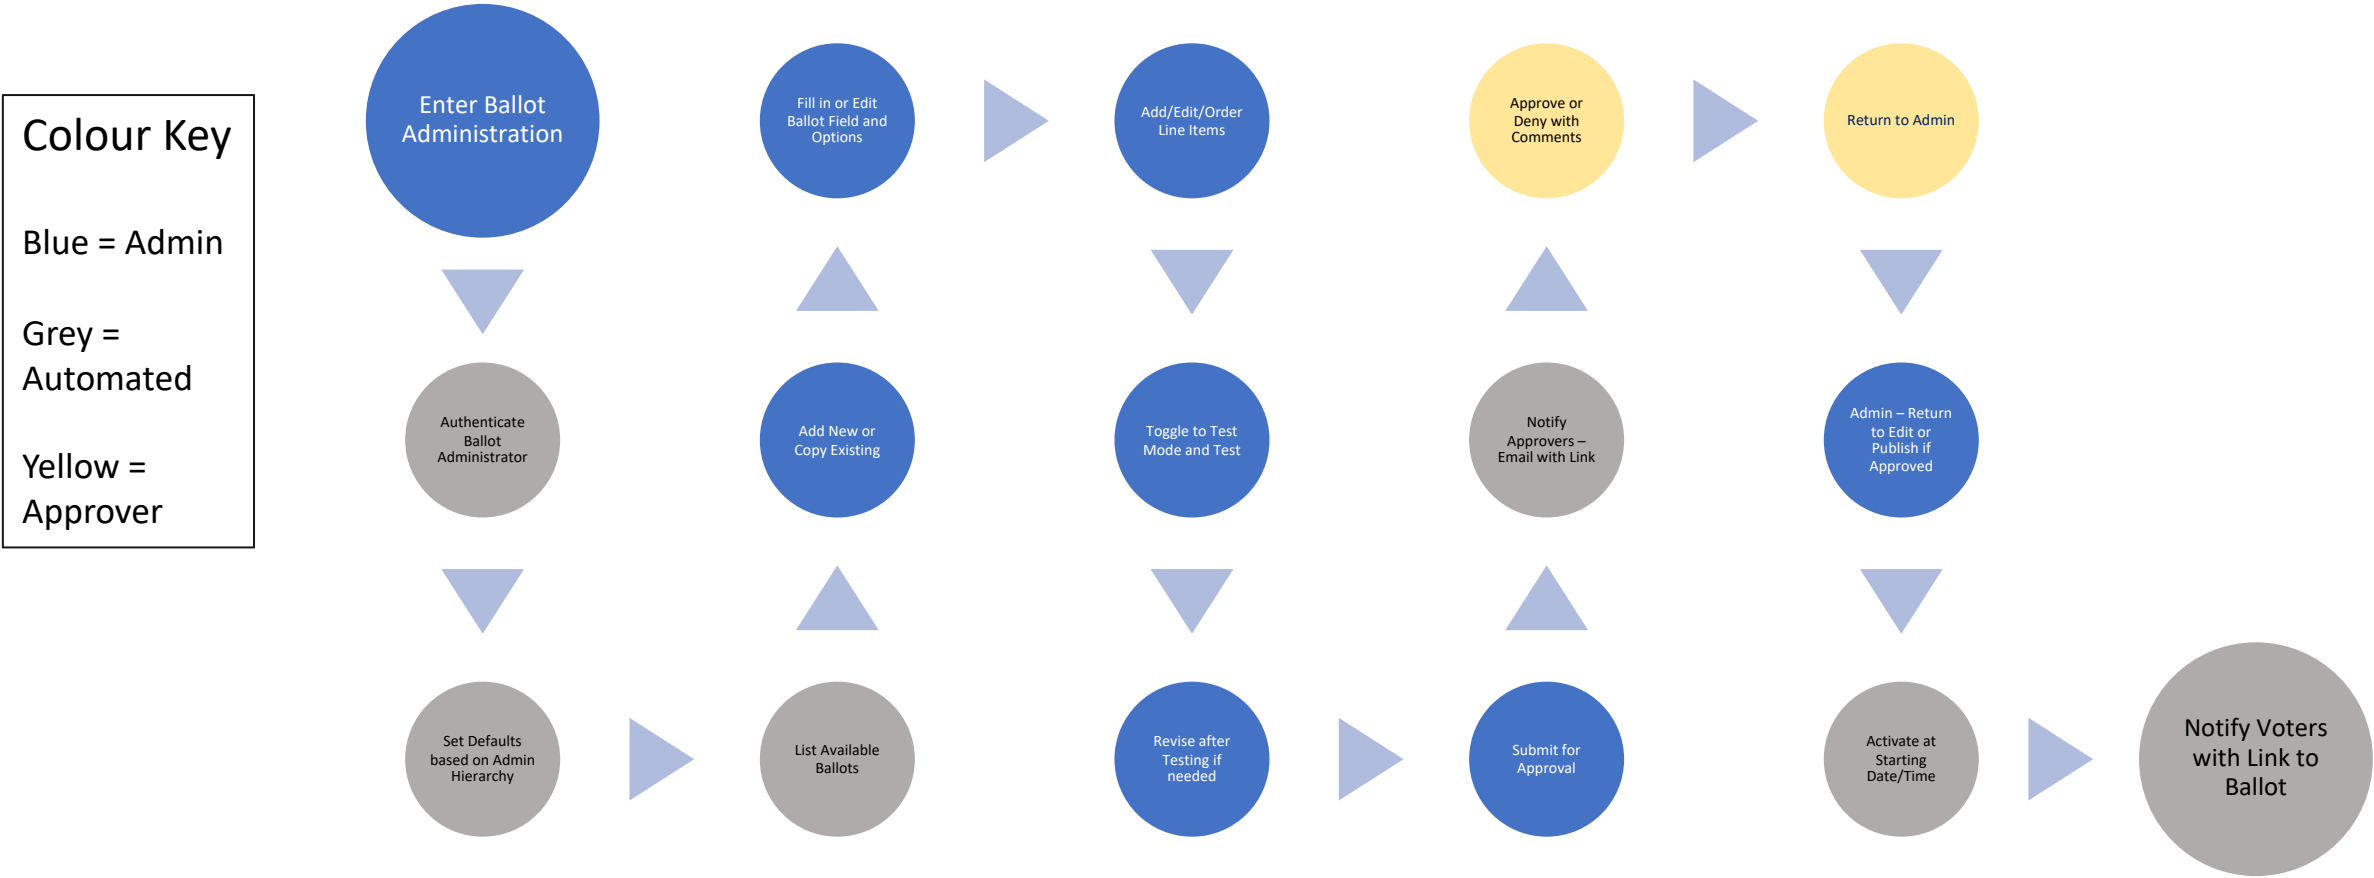 Colour Key
Blue = Admin
Grey =
Automated
Yellow =
Approver
Enter Ballot
Administration
Authenticate
Ballot
Administrator
Set Defaults
based on Admin
Hierarchy
List Available
Ballots
Add New or
Copy Existing
Fill in or Edit
Ballot Field and
Options
Add/Edit/Order
Line Items
Toggle to Test
Mode and Test
Revise after
Testing if
needed
Submit for
Approval
Notify
Approvers –
Email with Link
Approve or
Deny with
Comments
Return to Admin
Admin – Return
to Edit or
Publish if
Approved
Activate at
Starting
Date/Time
Notify Voters
with Link to
Ballot